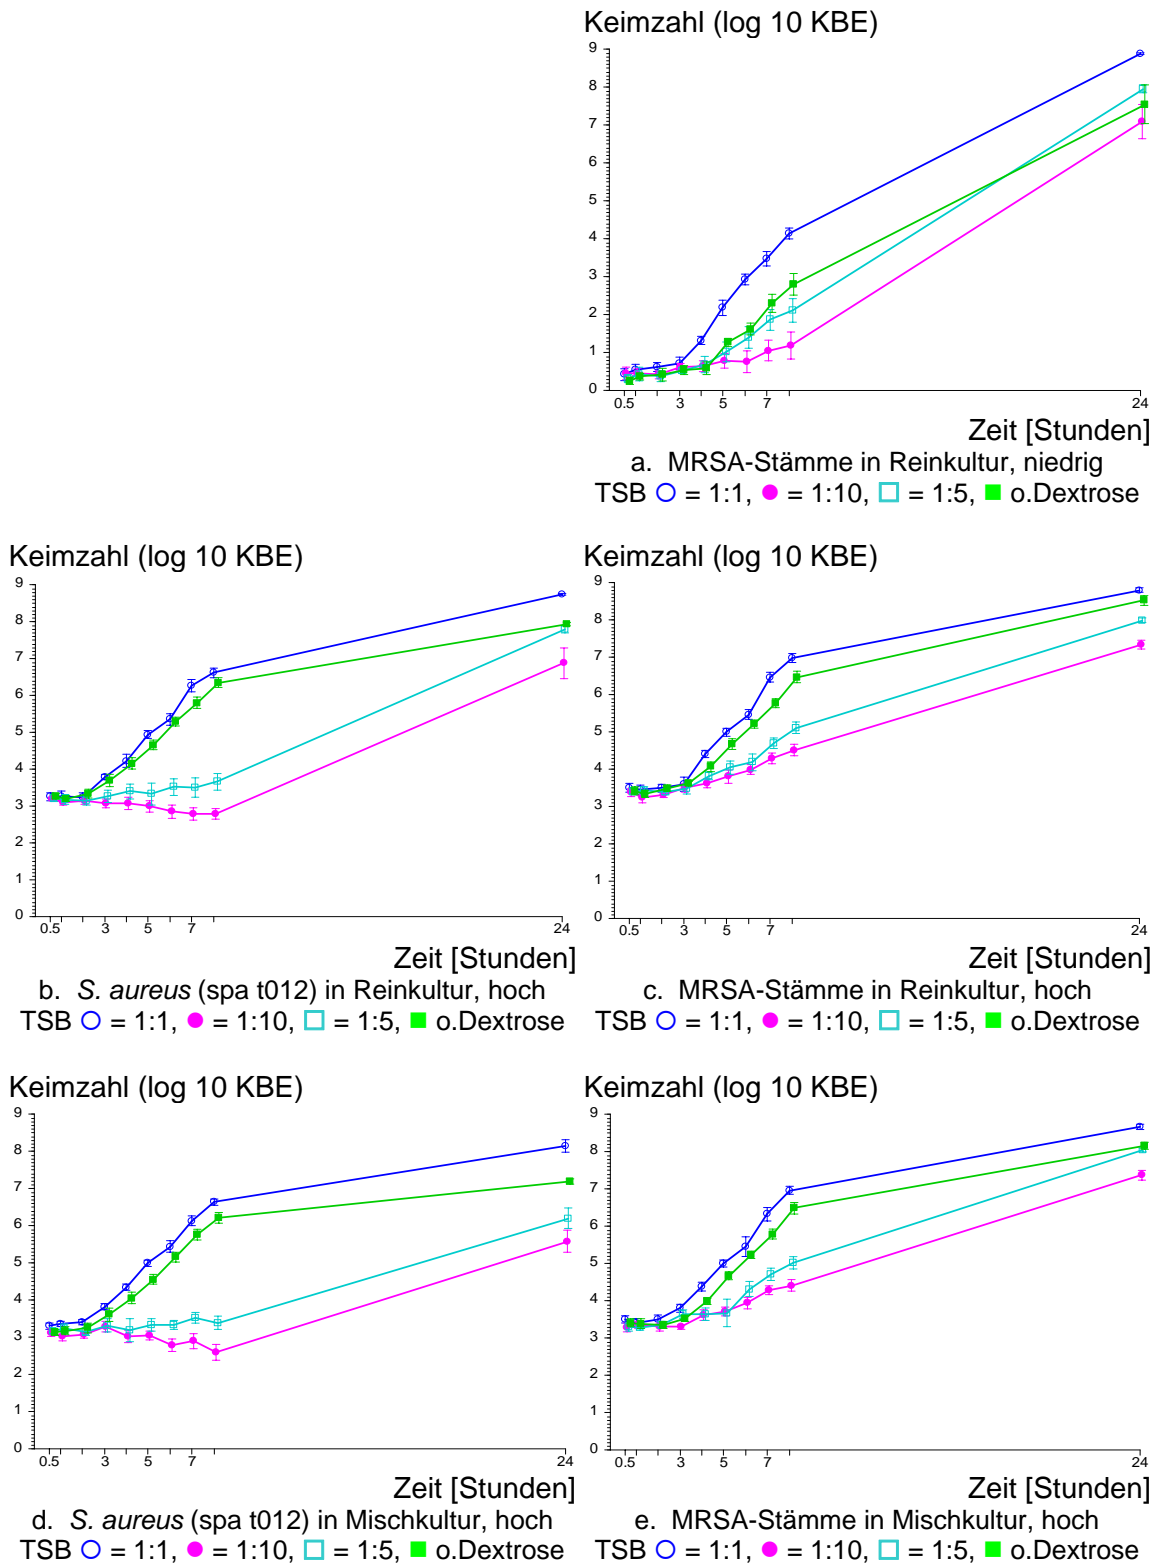 Keimzahl (log 10 KBE)
9
8
7
6
5
4
3
2
1
0
0.5 3 5 7 24
Zeit [Stunden]
a. MRSA-Stämme in Reinkultur, niedrig
TSB = 1:1, = 1:10, = 1:5, o.Dextrose
Keimzahl (log 10 KBE)
9
8
7
6
5
4
3
2
1
0
0.5 3 5 7 24
Zeit [Stunden]
b. S. aureus (spa t012) in Reinkultur, hoch
TSB = 1:1, = 1:10, = 1:5, o.Dextrose
Keimzahl (log 10 KBE)
9
8
7
6
5
4
3
2
1
0
0.5 3 5 7 24
Zeit [Stunden]
c. MRSA-Stämme in Reinkultur, hoch
TSB = 1:1, = 1:10, = 1:5, o.Dextrose
Keimzahl (log 10 KBE)
9
8
7
6
5
4
3
2
1
0
0.5 3 5 7 24
Zeit [Stunden]
d. S. aureus (spa t012) in Mischkultur, hoch
TSB = 1:1, = 1:10, = 1:5, o.Dextrose
Keimzahl (log 10 KBE)
9
8
7
6
5
4
3
2
1
0
0.5 3 5 7 24
Zeit [Stunden]
e. MRSA-Stämme in Mischkultur, hoch
TSB = 1:1, = 1:10, = 1:5, o.Dextrose